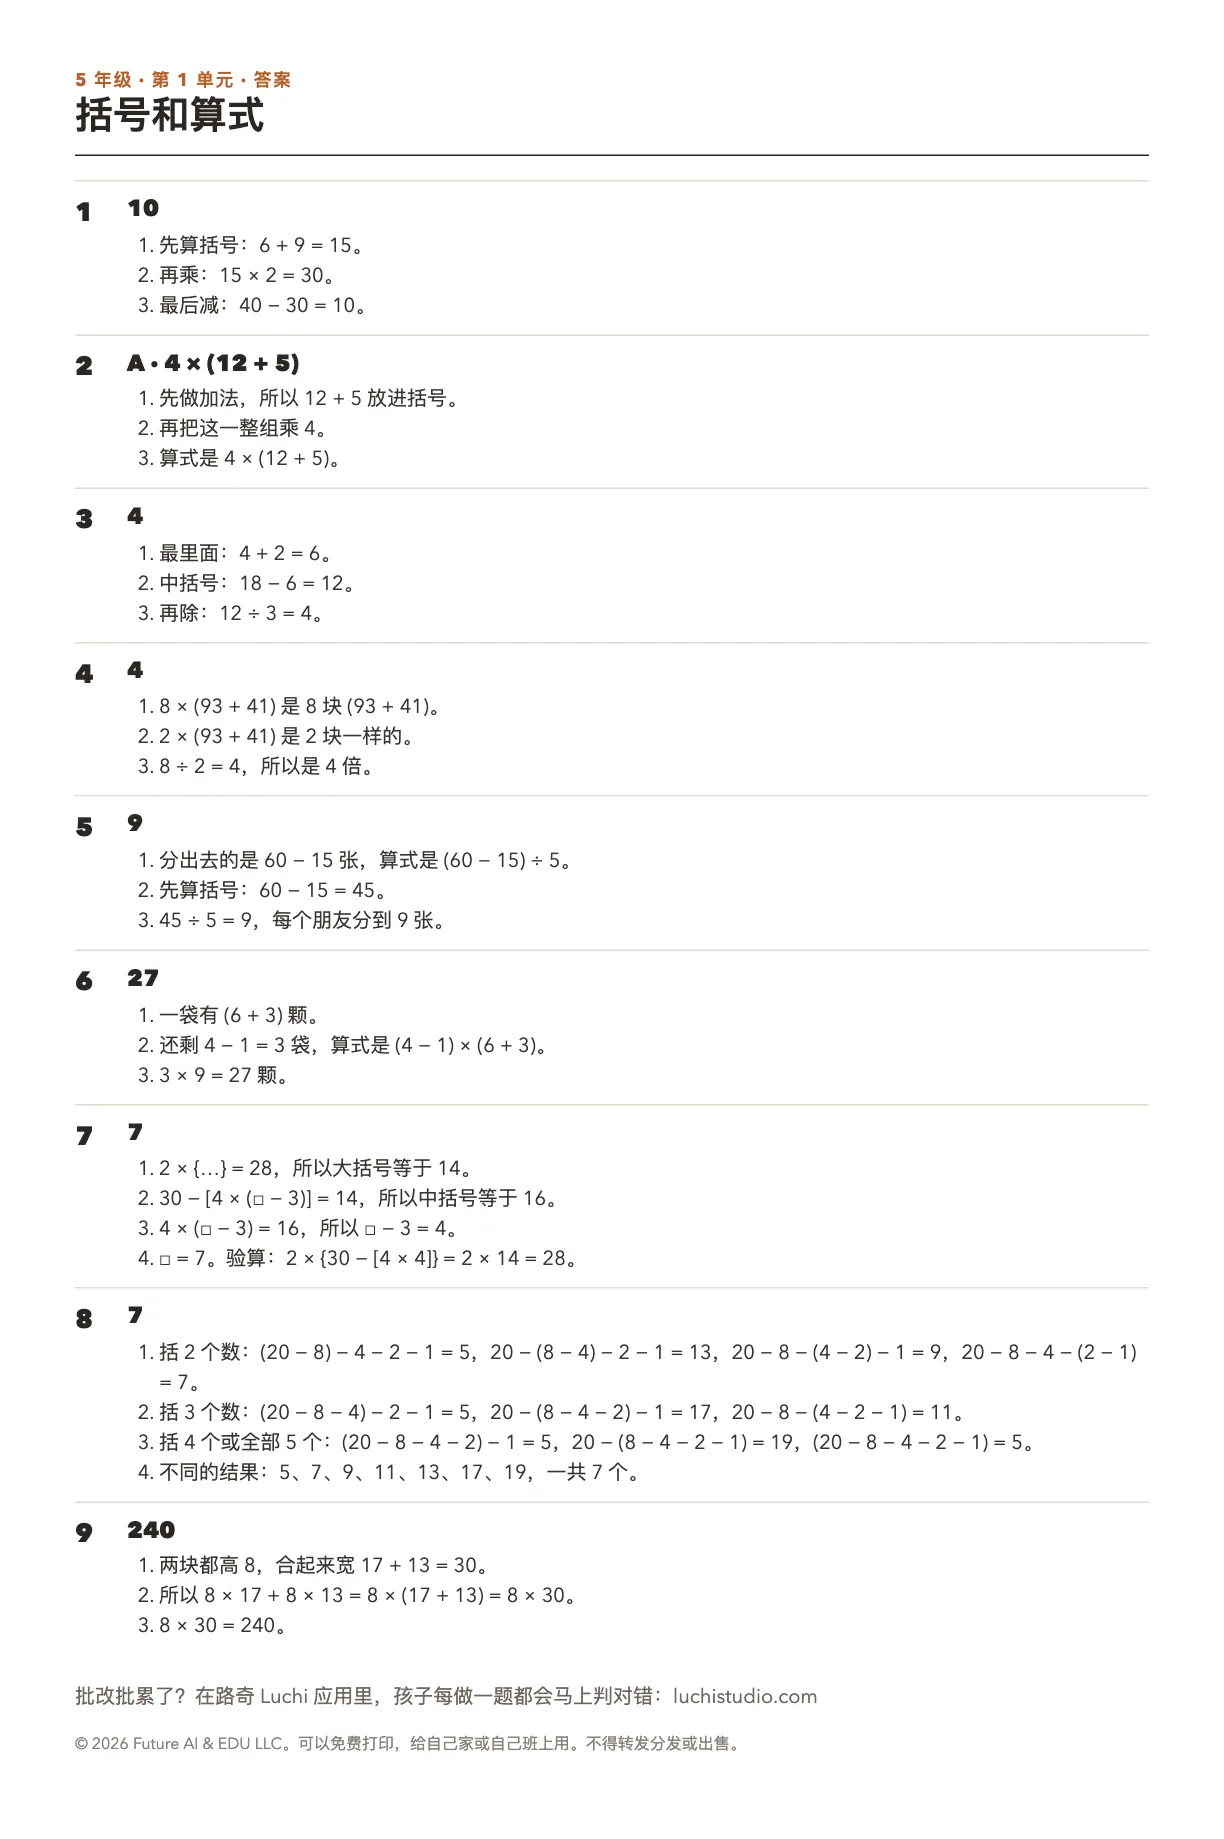 5 年级 · 第 1 单元 · 答案
括号和算式
1 10
1. 先算括号：6 + 9 = 15。
2. 再乘：15 × 2 = 30。
3. 最后减：40 − 30 = 10。
2 A · 4 × (12 + 5)
1. 先做加法，所以 12 + 5 放进括号。
2. 再把这一整组乘 4。
3. 算式是 4 × (12 + 5)。
3 4
1. 最里面：4 + 2 = 6。
2. 中括号：18 − 6 = 12。
3. 再除：12 ÷ 3 = 4。
4 4
1. 8 × (93 + 41) 是 8 块 (93 + 41)。
2. 2 × (93 + 41) 是 2 块一样的。
3. 8 ÷ 2 = 4，所以是 4 倍。
5 9
1. 分出去的是 60 − 15 张，算式是 (60 − 15) ÷ 5。
2. 先算括号：60 − 15 = 45。
3. 45 ÷ 5 = 9，每个朋友分到 9 张。
6 27
1. 一袋有 (6 + 3) 颗。
2. 还剩 4 − 1 = 3 袋，算式是 (4 − 1) × (6 + 3)。
3. 3 × 9 = 27 颗。
7 7
1. 2 × {…} = 28，所以大括号等于 14。
2. 30 − [4 × (□ − 3)] = 14，所以中括号等于 16。
3. 4 × (□ − 3) = 16，所以 □ − 3 = 4。
4. □ = 7。验算：2 × {30 − [4 × 4]} = 2 × 14 = 28。
8 7
1. 括 2 个数：(20 − 8) − 4 − 2 − 1 = 5，20 − (8 − 4) − 2 − 1 = 13，20 − 8 − (4 − 2) − 1 = 9，20 − 8 − 4 − (2 − 1)
= 7。
2. 括 3 个数：(20 − 8 − 4) − 2 − 1 = 5，20 − (8 − 4 − 2) − 1 = 17，20 − 8 − (4 − 2 − 1) = 11。
3. 括 4 个或全部 5 个：(20 − 8 − 4 − 2) − 1 = 5，20 − (8 − 4 − 2 − 1) = 19，(20 − 8 − 4 − 2 − 1) = 5。
4. 不同的结果：5、7、9、11、13、17、19，一共 7 个。
9 240
1. 两块都高 8，合起来宽 17 + 13 = 30。
2. 所以 8 × 17 + 8 × 13 = 8 × (17 + 13) = 8 × 30。
3. 8 × 30 = 240。
批改批累了？在路奇 Luchi 应用里，孩子每做一题都会马上判对错：luchistudio.com
© 2026 Future AI & EDU LLC。可以免费打印，给自己家或自己班上用。不得转发分发或出售。